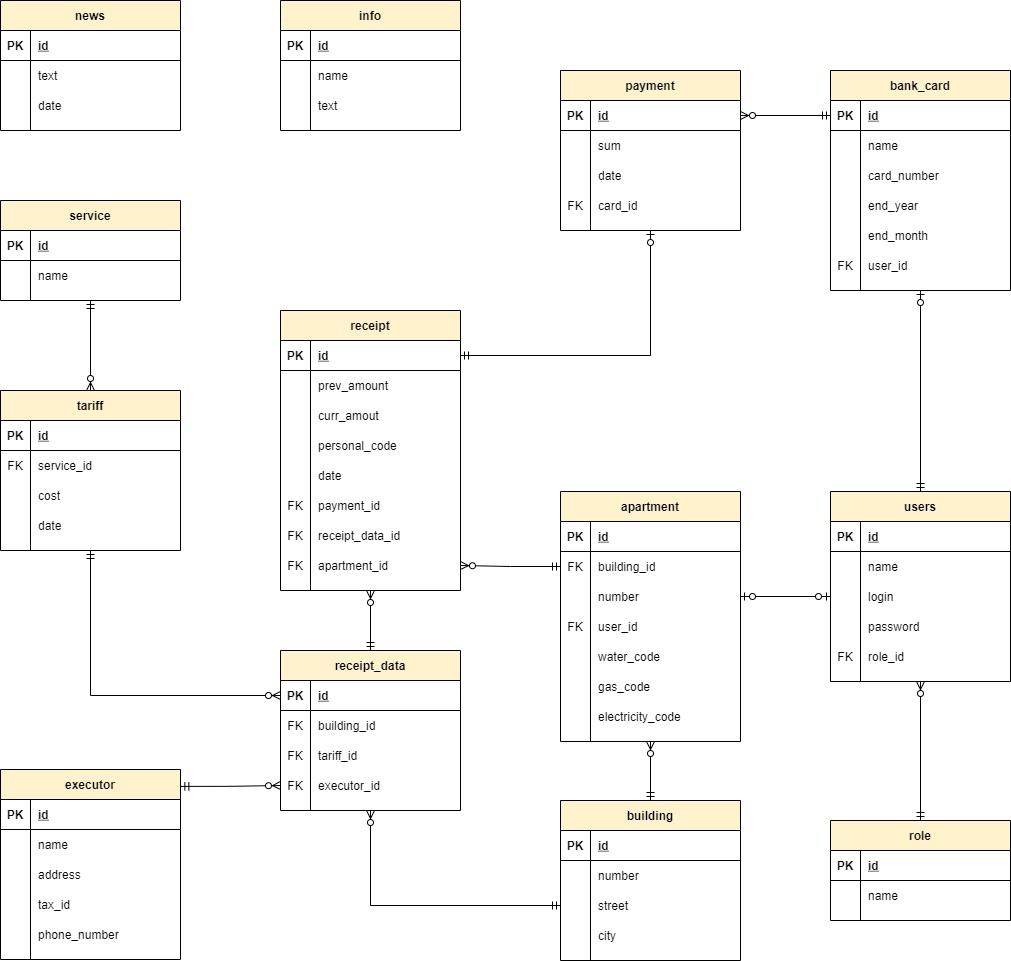 news
PK id
text
date
info
PK id
name
text
payment
PK id
sum
date
FK card_id
bank_card
PK id
name
card_number
end_year
end_month
FK user_id
service
PK id
name
receipt
PK id
prev_amount
curr_amout
personal_code
date
FK payment_id
FK receipt_data_id
FK apartment_id
tariff
PK id
FK service_id
cost
date
apartment
PK id
FK building_id
number
FK user_id
water_code
gas_code
electricity_code
users
PK id
name
login
password
FK role_id
receipt_data
PK id
FK building_id
FK tariff_id
FK executor_id
executor
PK id
name
address
tax_id
phone_number
building
PK id
number
street
city
role
PK id
name